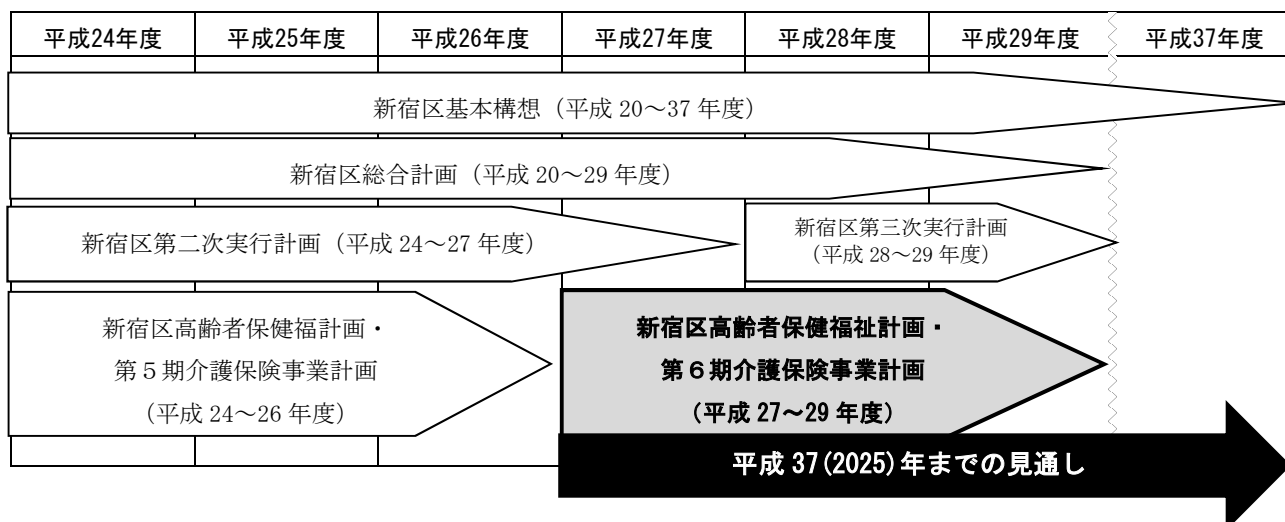 平成24年度 平成25年度 平成26年度 平成27年度 平成28年度 平成29年度 平成37年度
新宿区基本構想（平成 20～37 年度）
新宿区総合計画（平成 20～29 年度）
新宿区第二次実行計画（平成 24～27 年度）
新宿区第三次実行計画
（平成 28～29 年度）
新宿区高齢者保健福計画・
第５期介護保険事業計画
（平成 24～26 年度）
新宿区高齢者保健福祉計画・
第６期介護保険事業計画
（平成 27～29 年度）
平成 37(2025)年までの見通し